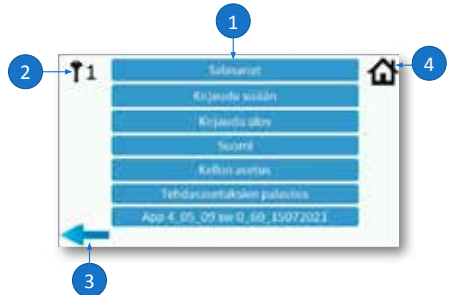 1
2
1
4
Salasanat
Kirjaudu sisään
Kirjaudu ulos
Suomi
Kellon asetus
Tehdasasetuksien palautus
App 4_05_09 sw 0_60_15072021
3